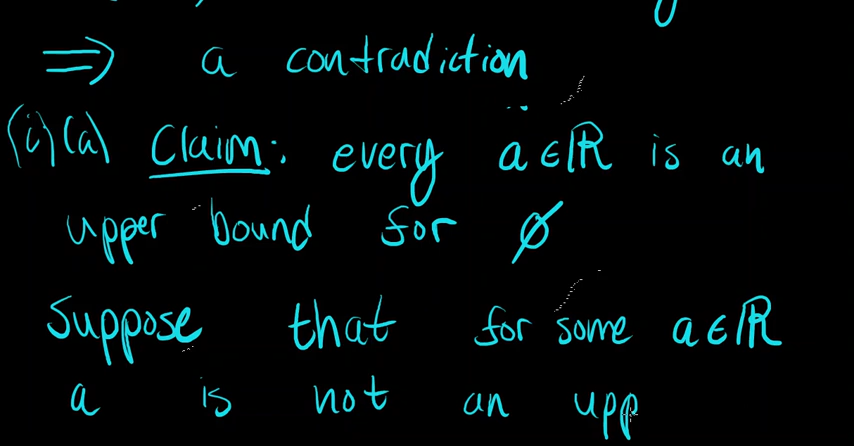 ⟹ a contradiction
(i)(a) Claim: every a∈ℝ is an
upper bound for ∅
Suppose that for some a∈ℝ
a is not an upp